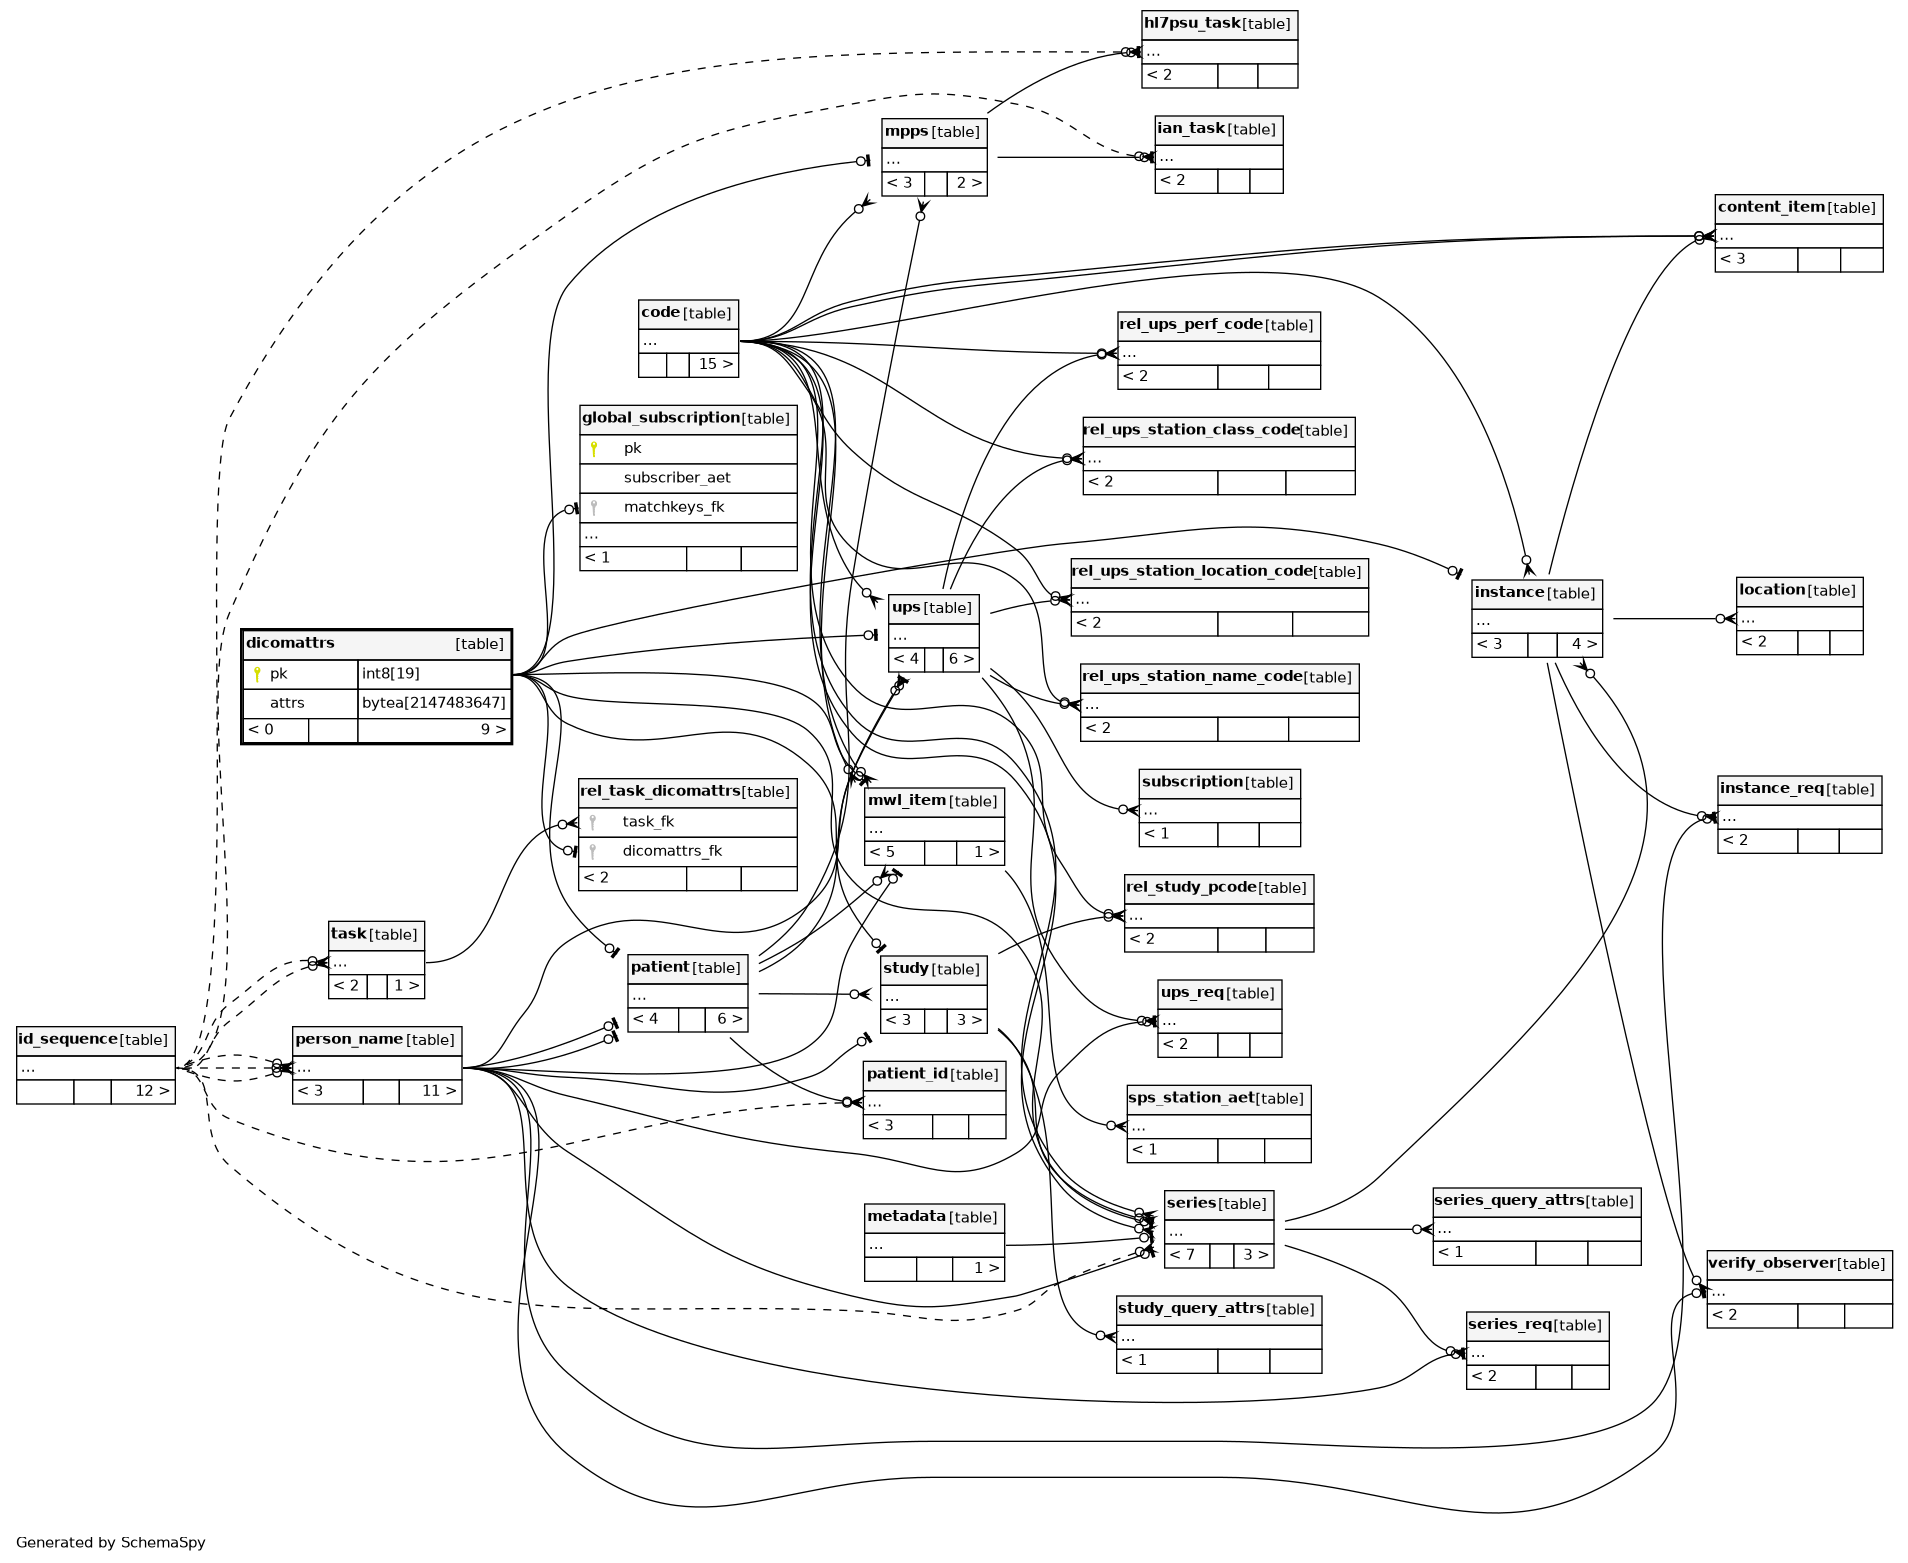 hl7psu_task [table]
...
< 2
mpps [table]
...
< 3 2 >
ian_task [table]
...
< 2
content_item [table]
...
< 3
code [table]
...
15 >
rel_ups_perf_code [table]
...
< 2
global_subscription [table]
pk
subscriber_aet
matchkeys_fk
...
< 1
rel_ups_station_class_code [table]
...
< 2
rel_ups_station_location_code [table]
...
< 2
ups [table]
...
< 4 6 >
instance [table]
...
< 3 4 >
location [table]
...
< 2
dicomattrs [table]
pk int8[19]
attrs bytea[2147483647]
< 0 9 >
rel_ups_station_name_code [table]
...
< 2
rel_task_dicomattrs [table]
task_fk
dicomattrs_fk
< 2
mwl_item [table]
...
< 5 1 >
subscription [table]
...
< 1
instance_req [table]
...
< 2
rel_study_pcode [table]
...
< 2
task [table]
...
< 2 1 >
patient [table]
...
< 4 6 >
study [table]
...
< 3 3 >
ups_req [table]
...
< 2
id_sequence [table]
...
12 >
person_name [table]
...
< 3 11 >
patient_id [table]
...
< 3
sps_station_aet [table]
...
< 1
metadata [table]
...
1 >
series [table]
...
< 7 3 >
series_query_attrs [table]
...
< 1
verify_observer [table]
...
< 2
study_query_attrs [table]
...
< 1
series_req [table]
...
< 2
Generated by SchemaSpy